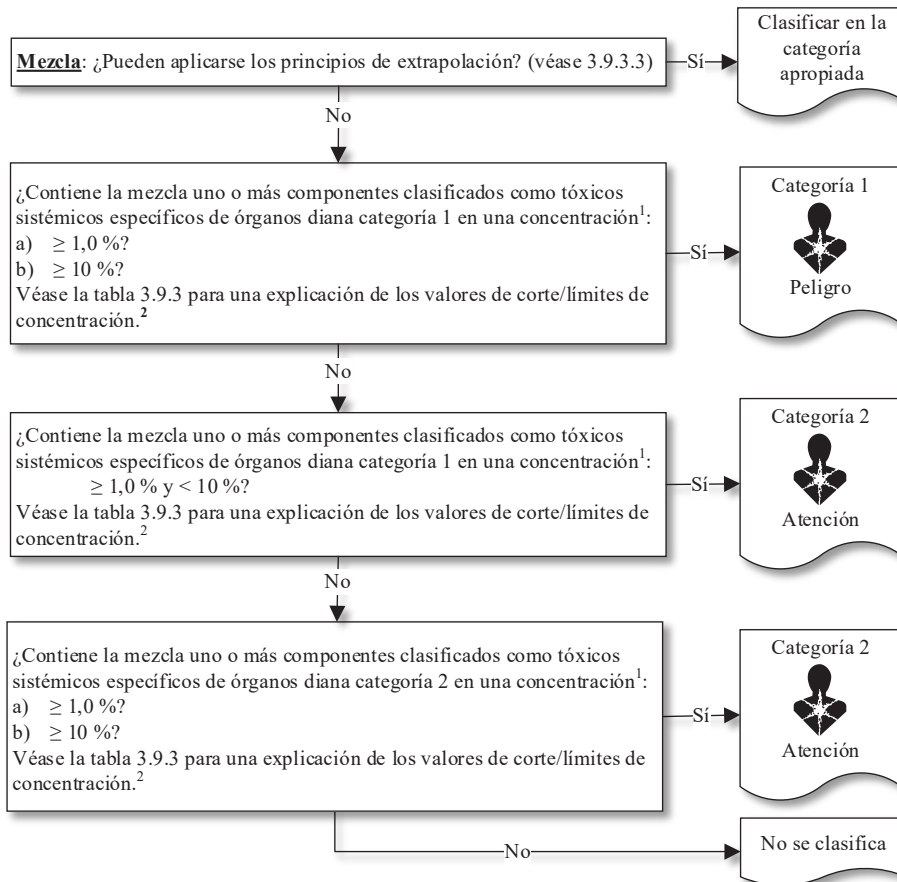 Mezcla: ¿Pueden aplicarse los principios de extrapolación? (véase 3.9.3.3)
Sí
Clasificar en la
categoría
apropiada
No
¿Contiene la mezcla uno o más componentes clasificados como tóxicos
sistémicos específicos de órganos diana categoría 1 en una concentración¹:
a) ≥ 1,0 %?
b) ≥ 10 %?
Véase la tabla 3.9.3 para una explicación de los valores de corte/límites de
concentración.²
Sí
Categoría 1
Peligro
No
¿Contiene la mezcla uno o más componentes clasificados como tóxicos
sistémicos específicos de órganos diana categoría 1 en una concentración¹:
≥ 1,0 % y < 10 %?
Véase la tabla 3.9.3 para una explicación de los valores de corte/límites de
concentración.²
Sí
Categoría 2
Atención
No
¿Contiene la mezcla uno o más componentes clasificados como tóxicos
sistémicos específicos de órganos diana categoría 2 en una concentración¹:
a) ≥ 1,0 %?
b) ≥ 10 %?
Véase la tabla 3.9.3 para una explicación de los valores de corte/límites de
concentración.²
Sí
Categoría 2
Atención
No
No se clasifica